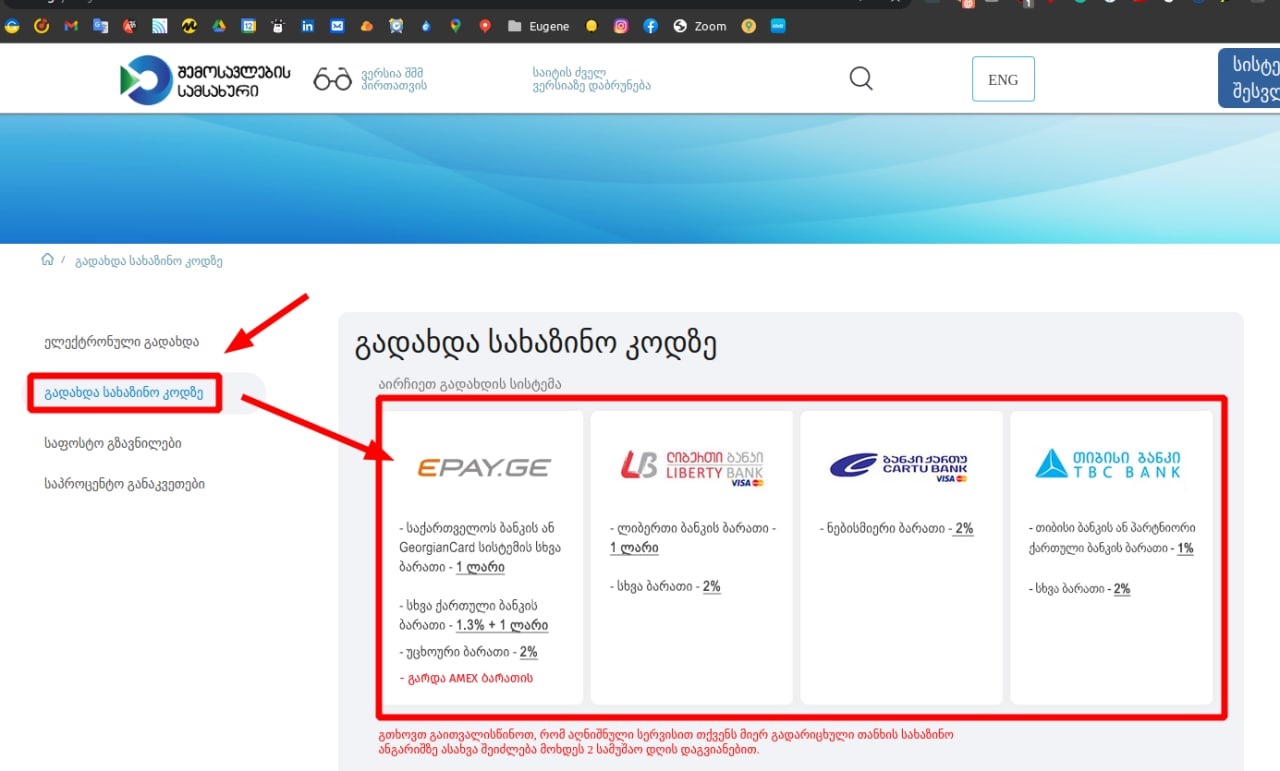 Eugene
Zoom
შემოსავლების
სამსახური
ვერსია შშმ
პირთათვის
საიტის ძველ
ვერსიაზე დაბრუნება
ENG
/ გადახდა სახაზინო კოდზე
ელექტრონული გადახდა
გადახდა სახაზინო კოდზე
საფოსტო გზავნილები
საპროცენტო განაკვეთები
გადახდა სახაზინო კოდზე
აირჩიეთ გადახდის სისტემა
EPAY.GE
- საქართველოს ბანკის ან
GeorgianCard სისტემის სხვა
ბარათი - 1 ლარი
- სხვა ქართული ბანკის
ბარათი - 1.3% + 1 ლარი
- უცხოური ბარათი - 2%
- გარდა AMEX ბარათის
LB
ლიბერთი ბანკი
LIBERTY BANK
VISA
- ლიბერთი ბანკის ბარათი -
1 ლარი
- სხვა ბარათი - 2%
ბანკი ქართუ
CARTU BANK
VISA
- ნებისმიერი ბარათი - 2%
თიბისი ბანკი
TBC BANK
- თიბისი ბანკის ან პარტნიორი
ქართული ბანკის ბარათი - 1%
- სხვა ბარათი - 2%
გთხოვთ გაითვალისწინოთ, რომ აღნიშნული სერვისით თქვენს მიერ გადარიცხული თანხის სახაზინო
ანგარიშზე ასახვა შეიძლება მოხდეს 2 სამუშაო დღის დაგვიანებით.